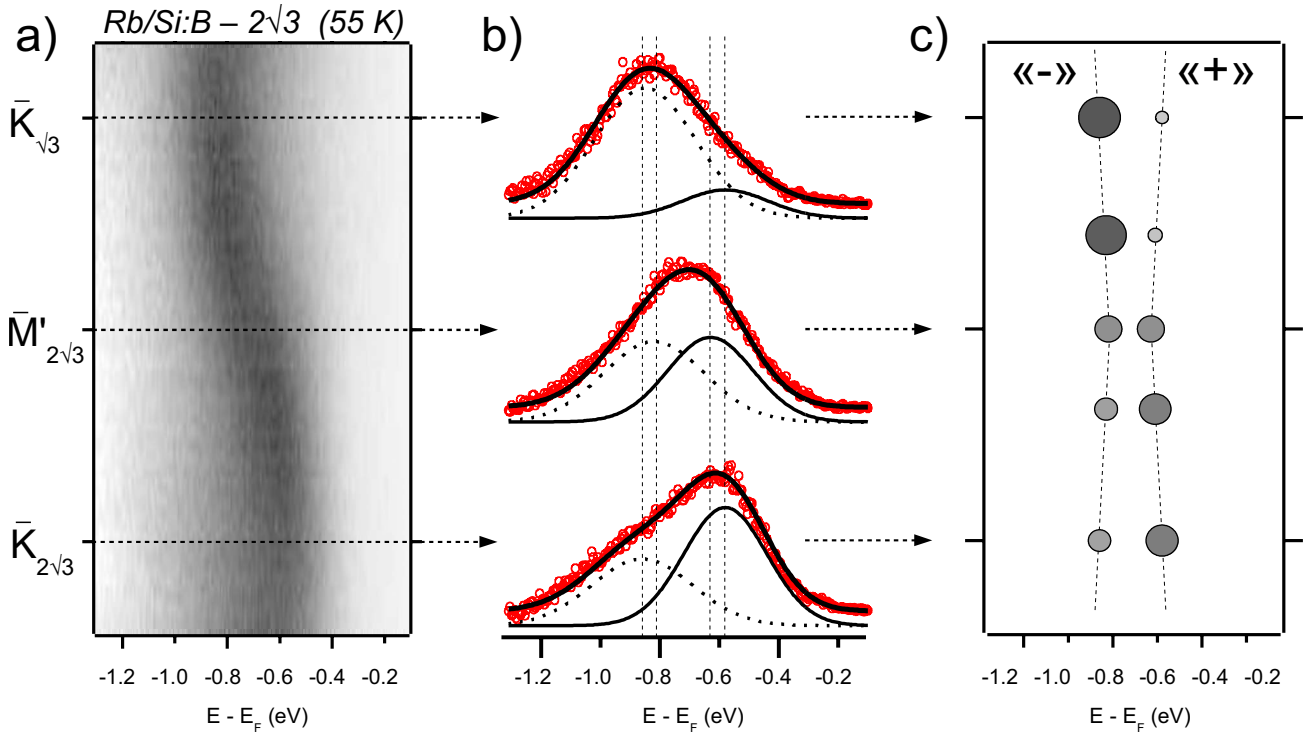 Rb/Si:B – 2√3 (55 K)
a)
b)
c)
«-»
«+»
K̄√3
M̄'2√3
K̄2√3
-1.2 -1.0 -0.8 -0.6 -0.4 -0.2
-1.2 -1.0 -0.8 -0.6 -0.4 -0.2
-1.2 -1.0 -0.8 -0.6 -0.4 -0.2
E - EF (eV)
E - EF (eV)
E - EF (eV)